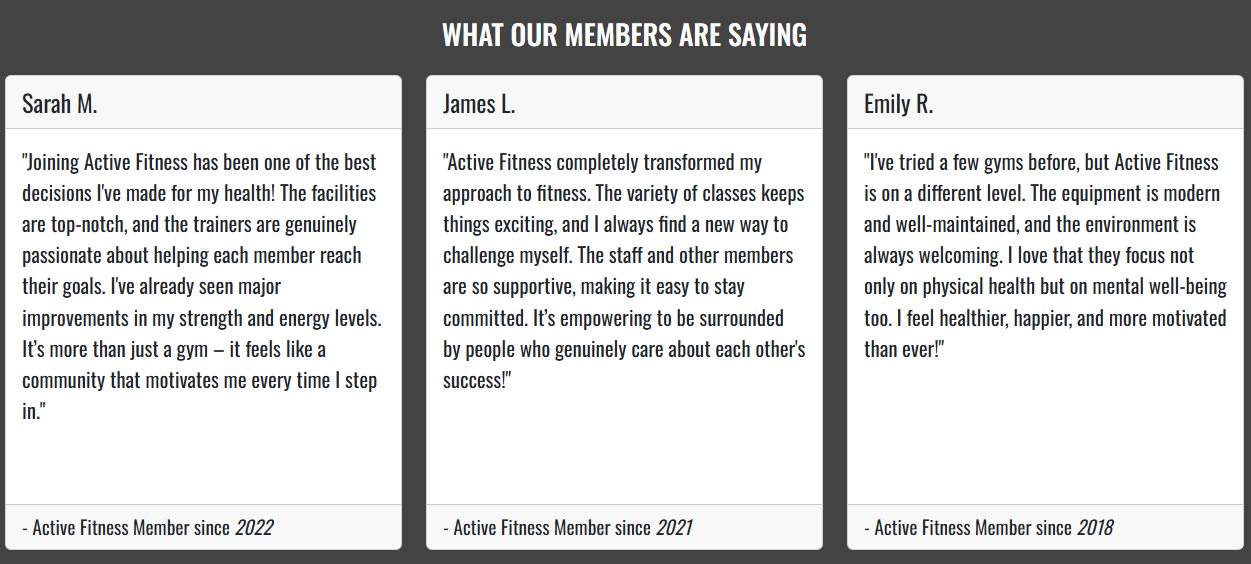 WHAT OUR MEMBERS ARE SAYING
Sarah M.
"Joining Active Fitness has been one of the best
decisions I've made for my health! The facilities
are top-notch, and the trainers are genuinely
passionate about helping each member reach
their goals. I've already seen major
improvements in my strength and energy levels.
It’s more than just a gym – it feels like a
community that motivates me every time I step
in."
- Active Fitness Member since 2022
James L.
"Active Fitness completely transformed my
approach to fitness. The variety of classes keeps
things exciting, and I always find a new way to
challenge myself. The staff and other members
are so supportive, making it easy to stay
committed. It’s empowering to be surrounded
by people who genuinely care about each other's
success!"
- Active Fitness Member since 2021
Emily R.
"I've tried a few gyms before, but Active Fitness
is on a different level. The equipment is modern
and well-maintained, and the environment is
always welcoming. I love that they focus not
only on physical health but on mental well-being
too. I feel healthier, happier, and more motivated
than ever!"
- Active Fitness Member since 2018